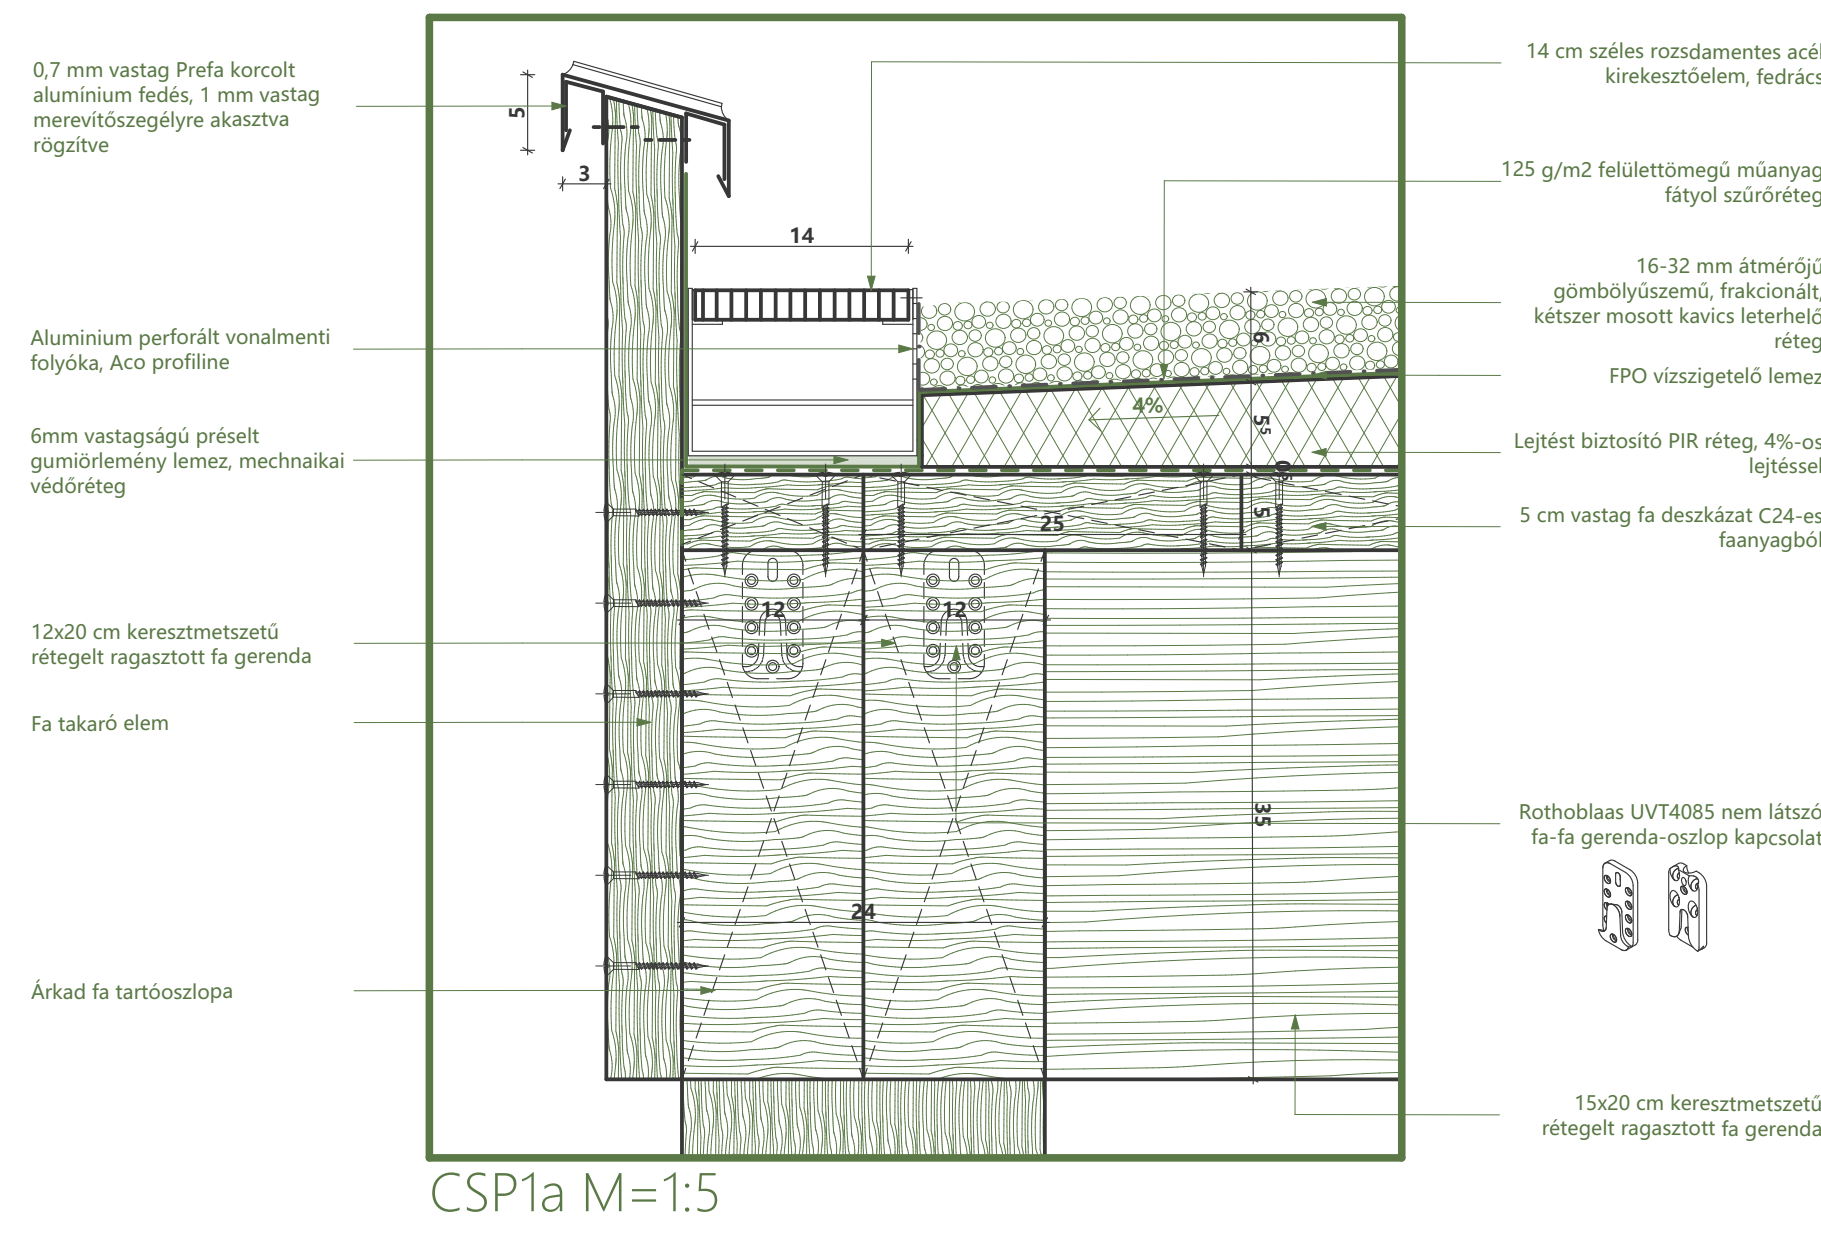 0,7 mm vastag Prefa korcolt
alumínium fedés, 1 mm vastag
merevítőszegélyre akasztva
rögzítve
Aluminium perforált vonalmenti
folyóka, Aco profiline
6mm vastagságú préselt
gumiörlemény lemez, mechnaikai
védőréteg
12x20 cm keresztmetszetű
rétegelt ragasztott fa gerenda
Fa takaró elem
Árkad fa tartóoszlopa
5
3
14
6
4%
5⁵
0⁵
5
25
12
12
35
24
14 cm széles rozsdamentes acél
kirekesztőelem, fedrács
125 g/m2 felülettömegű műanyag
fátyol szűrőréteg
16-32 mm átmérőjű
gömbölyűszemű, frakcionált,
kétszer mosott kavics leterhelő
réteg
FPO vízszigetelő lemez
Lejtést biztosító PIR réteg, 4%-os
lejtéssel
5 cm vastag fa deszkázat C24-es
faanyagból
Rothoblaas UVT4085 nem látszó
fa-fa gerenda-oszlop kapcsolat
15x20 cm keresztmetszetű
rétegelt ragasztott fa gerenda
CSP1a M=1:5